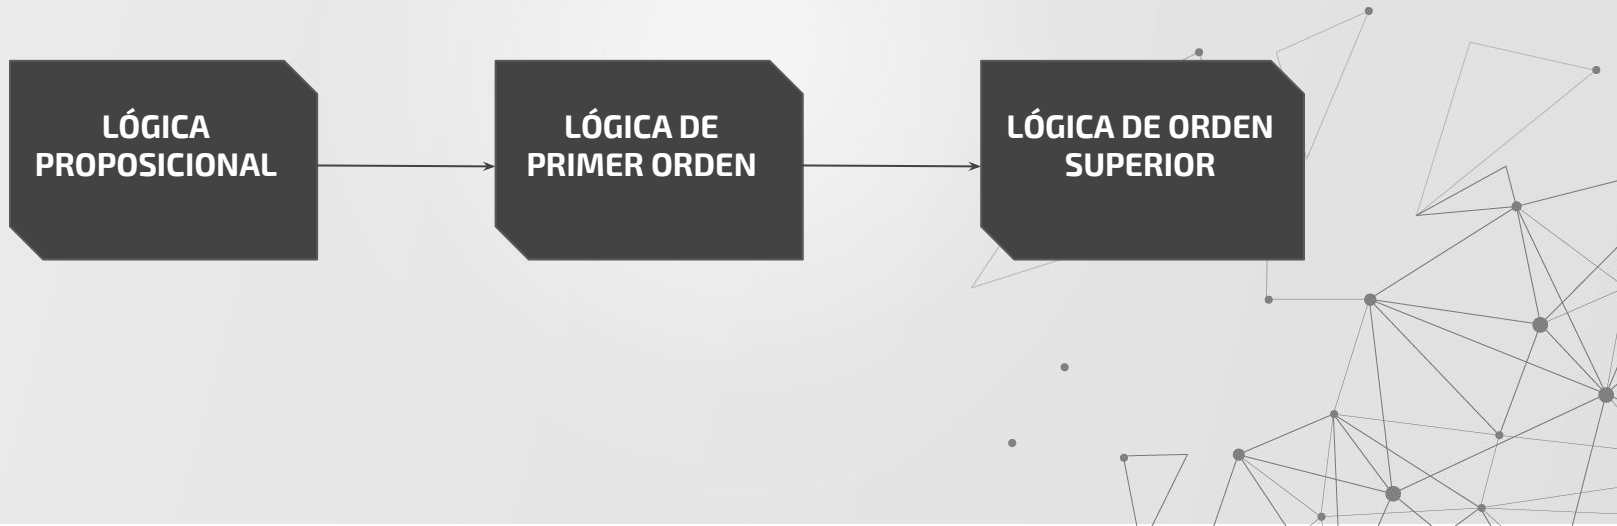 LÓGICA
PROPOSICIONAL
LÓGICA DE
PRIMER ORDEN
LÓGICA DE ORDEN
SUPERIOR